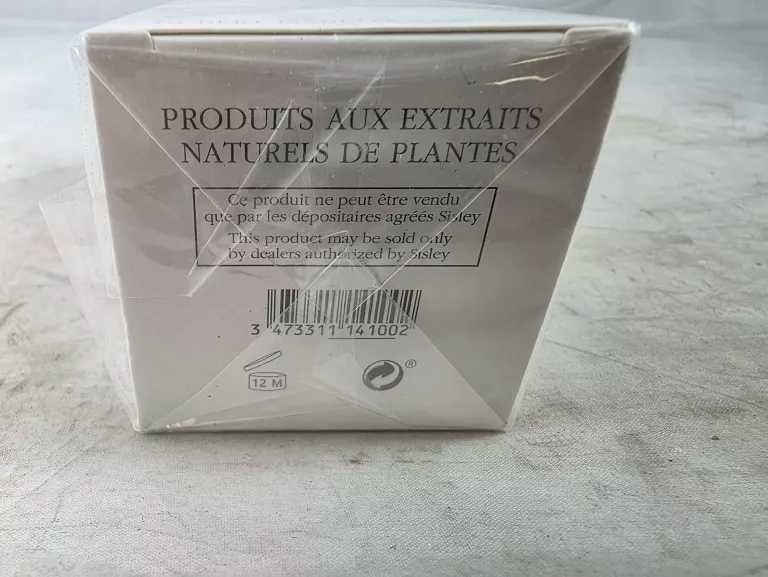 PRODUITS AUX EXTRAITS
NATURELS DE PLANTES
Ce produit ne peut être vendu
que par les dépositaires agréés Sisley
This product may be sold only
by dealers authorized by Sisley
3 473311 141002
12 M
®